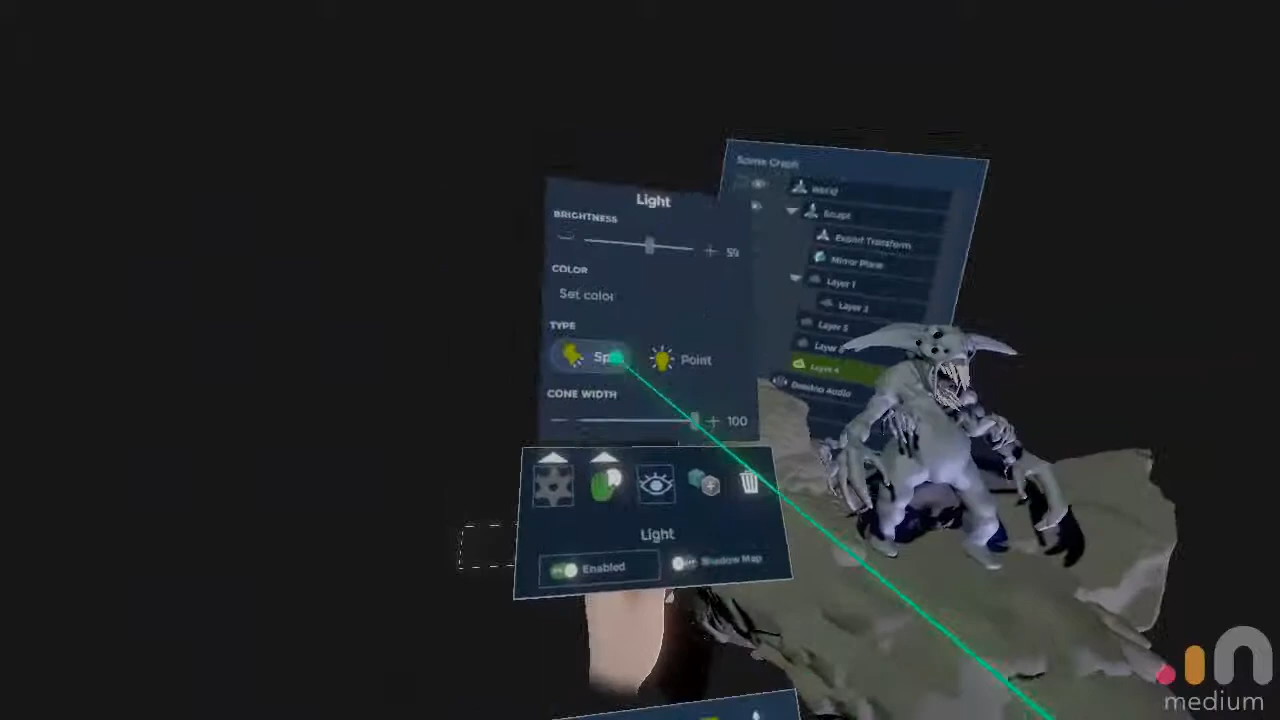 Scene Graph
World
Sculpt
Export Transform
Mirror Plane
Layer 1
Layer 5
Layer
Layer 4
Light
BRIGHTNESS
59
COLOR
Set color
TYPE
Point
CONE WIDTH
100
Light
Enabled
Shadow Map
medium